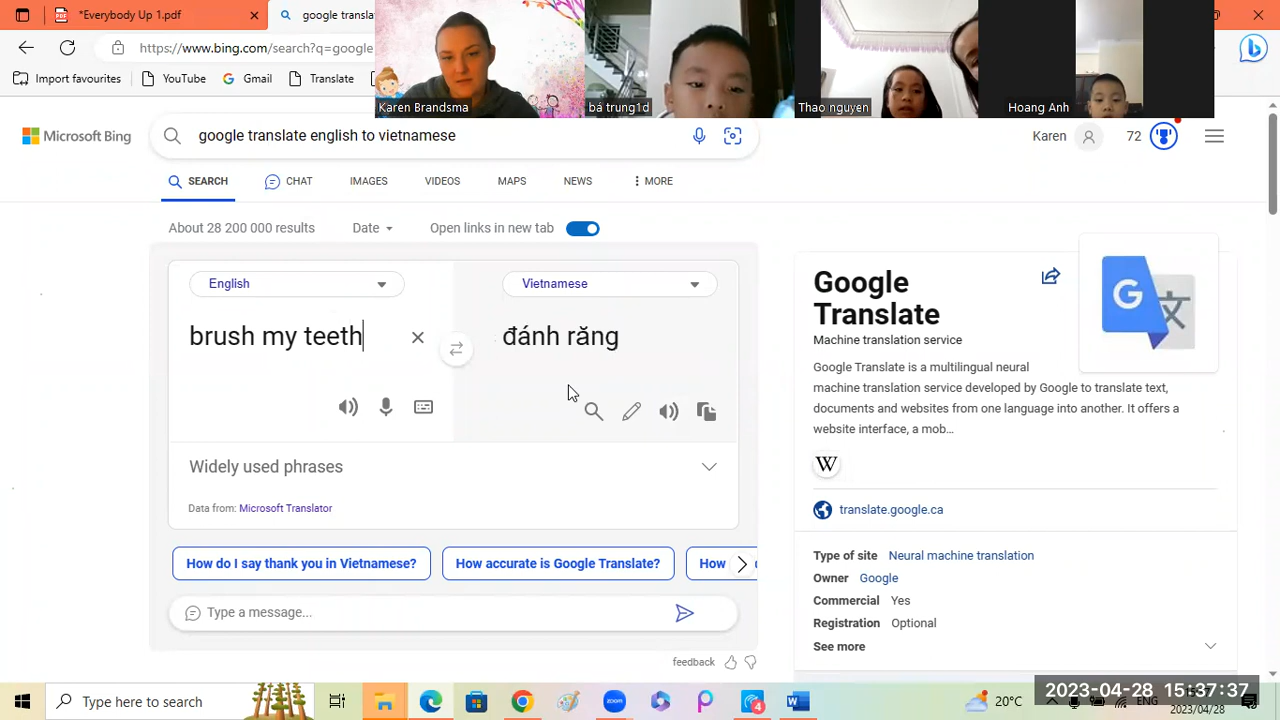 Everybody Up 1.pdf
google transl
https://www.bing.com/search?q=google
Import favourites
YouTube
Gmail
Translate
Karen Brandsma
bá trung1d
Thao nguyen
Hoang Anh
Microsoft Bing
google translate english to vietnamese
Karen
72
SEARCH
CHAT
IMAGES
VIDEOS
MAPS
NEWS
MORE
About 28 200 000 results
Date
Open links in new tab
English
Vietnamese
brush my teeth
đánh răng
Widely used phrases
Data from: Microsoft Translator
How do I say thank you in Vietnamese?
How accurate is Google Translate?
How
Type a message...
feedback
Google
Translate
Machine translation service
Google Translate is a multilingual neural
machine translation service developed by Google to translate text,
documents and websites from one language into another. It offers a
website interface, a mob…
W
translate.google.ca
Type of site Neural machine translation
Owner Google
Commercial Yes
Registration Optional
See more
Type here to search
zoom
4
20°C
ENG
2023-04-28 15:37:37
2023/04/28